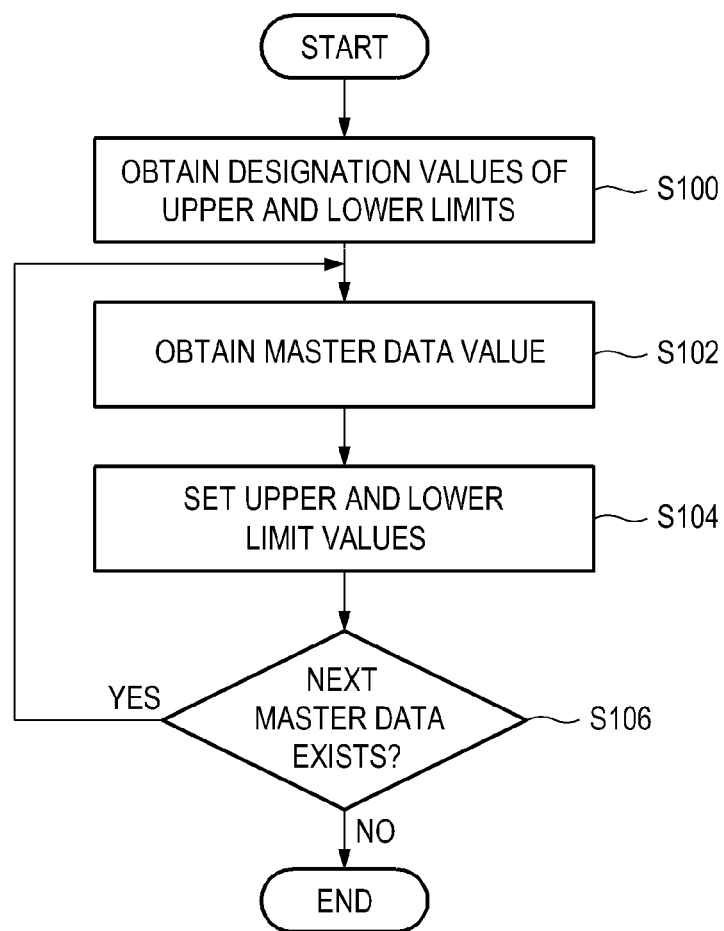 START
OBTAIN DESIGNATION VALUES OF
UPPER AND LOWER LIMITS
S100
OBTAIN MASTER DATA VALUE
S102
SET UPPER AND LOWER
LIMIT VALUES
S104
YES
NEXT
MASTER DATA
EXISTS?
S106
NO
END